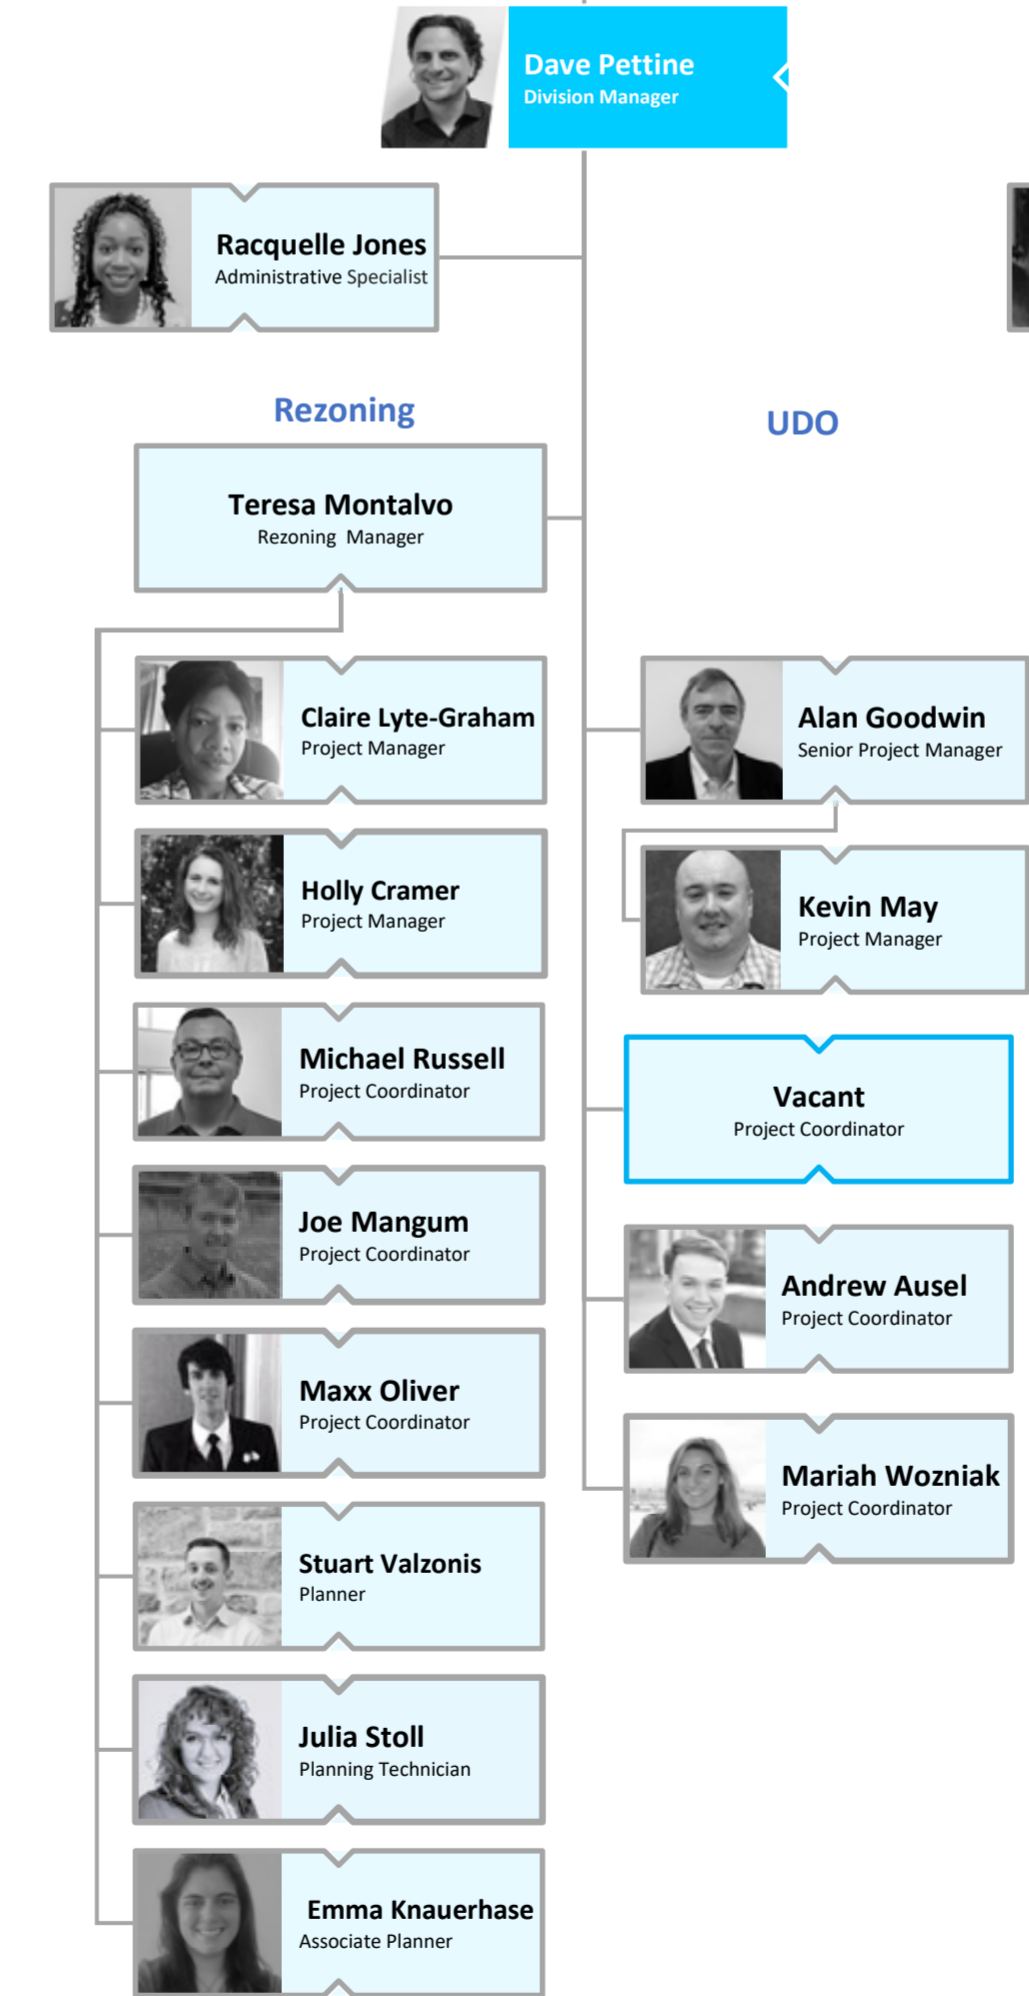 Dave Pettine
Division Manager
Racquelle Jones
Administrative Specialist
Rezoning
Teresa Montalvo
Rezoning Manager
Claire Lyte-Graham
Project Manager
Holly Cramer
Project Manager
Michael Russell
Project Coordinator
Joe Mangum
Project Coordinator
Maxx Oliver
Project Coordinator
Stuart Valzonis
Planner
Julia Stoll
Planning Technician
Emma Knauerhase
Associate Planner
UDO
Alan Goodwin
Senior Project Manager
Kevin May
Project Manager
Vacant
Project Coordinator
Andrew Ausel
Project Coordinator
Mariah Wozniak
Project Coordinator